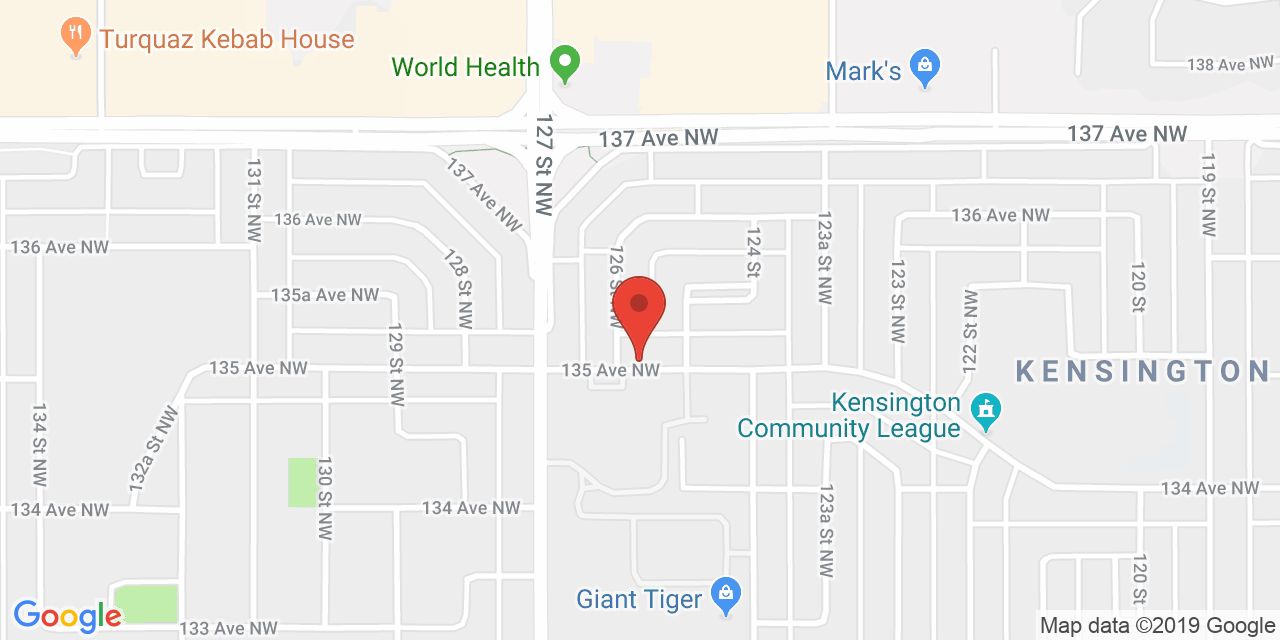 Turquaz Kebab House
World Health
Mark's
138 Ave NW
137 Ave NW
137 Ave NW
127 St NW
137 Ave NW
131 St NW
119 St NW
136 Ave NW
136 Ave NW
136 Ave NW
123a St NW
124 St
126 St NW
128 St NW
123 St NW
120 St
122 St NW
135a Ave NW
129 St NW
135 Ave NW
135 Ave NW
KENSINGTON
Kensington
Community League
134 St NW
132a St NW
130 St NW
134 Ave NW
134 Ave NW
134 Ave NW
123a St NW
120 St
Giant Tiger
Google
133 Ave NW
Map data ©2019 Google